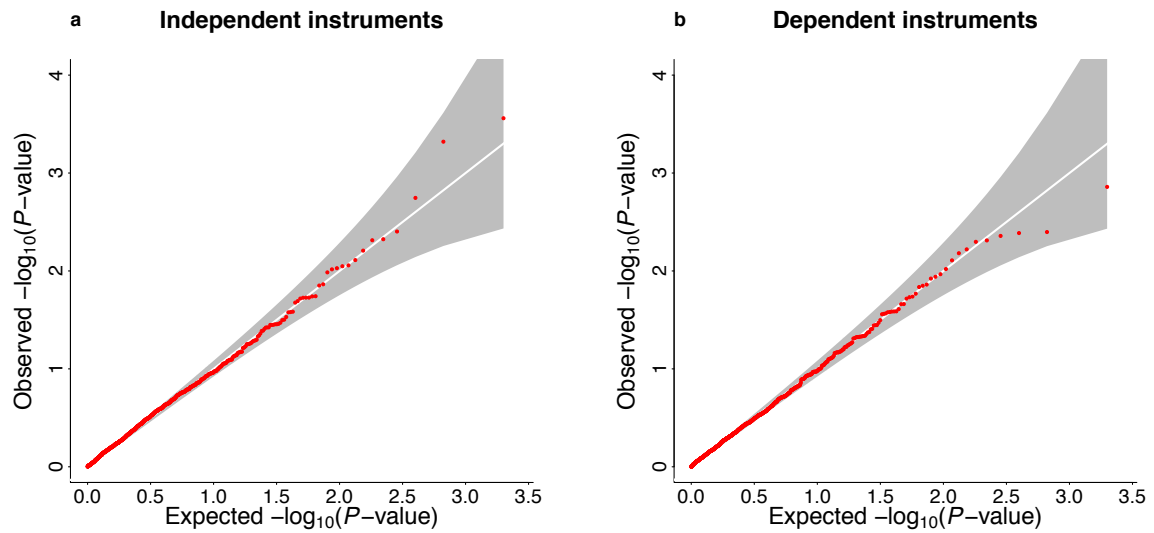 a Independent instruments
Observed −log10(P−value)
4
3
2
1
0
0.0 0.5 1.0 1.5 2.0 2.5 3.0 3.5
Expected −log10(P−value)
b Dependent instruments
Observed −log10(P−value)
4
3
2
1
0
0.0 0.5 1.0 1.5 2.0 2.5 3.0 3.5
Expected −log10(P−value)